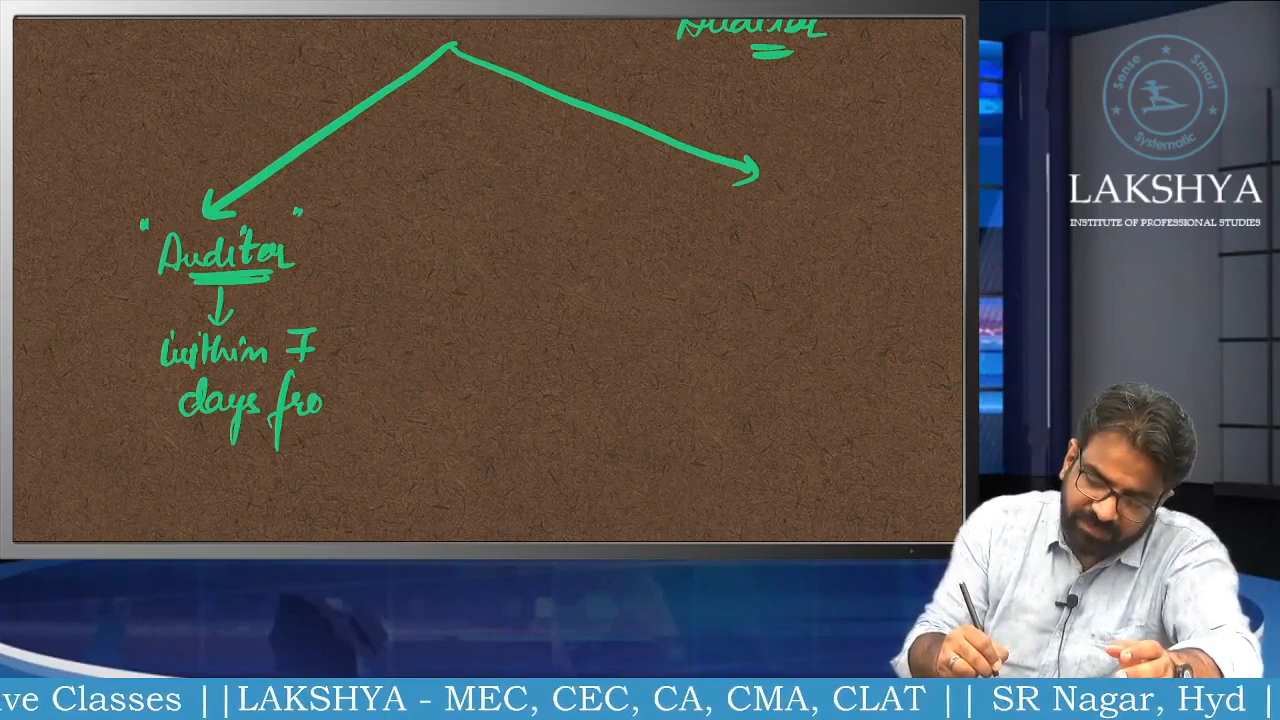 Auditor
"Auditor"
within 7
days fro
Sense
Smart
Systematic
LAKSHYA
INSTITUTE OF PROFESSIONAL STUDIES
ve Classes || LAKSHYA - MEC, CEC, CA, CMA, CLAT || SR Nagar, Hyd |